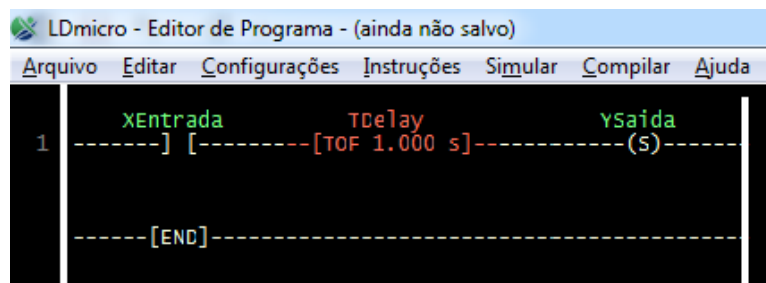 LDmicro - Editor de Programa - (ainda não salvo)
Arquivo Editar Configurações Instruções Simular Compilar Ajuda
XEntrada TDelay YSaida
1 -------] [---------[TOF 1.000 s]------------(S)-------
------[END]------------------------------------------